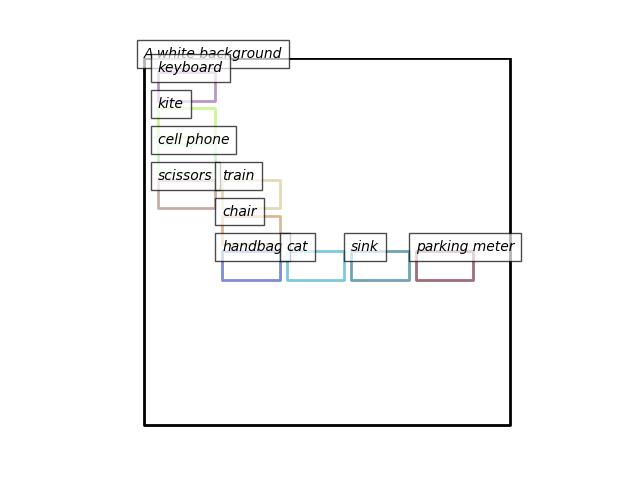 A white background
keyboard
kite
cell phone
scissors train
chair
handbag cat sink parking meter